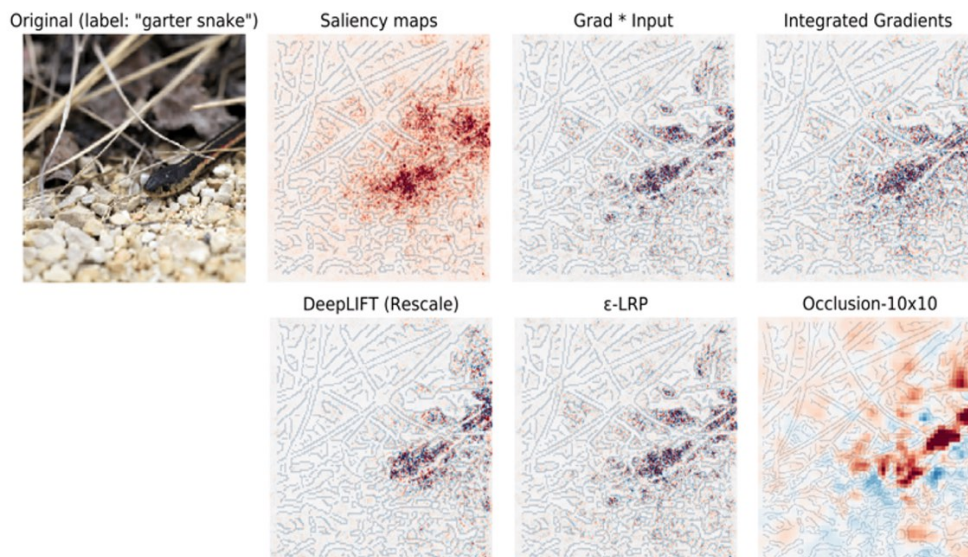 Original (label: "garter snake")
Saliency maps
Grad * Input
Integrated Gradients
DeepLIFT (Rescale)
ε-LRP
Occlusion-10x10